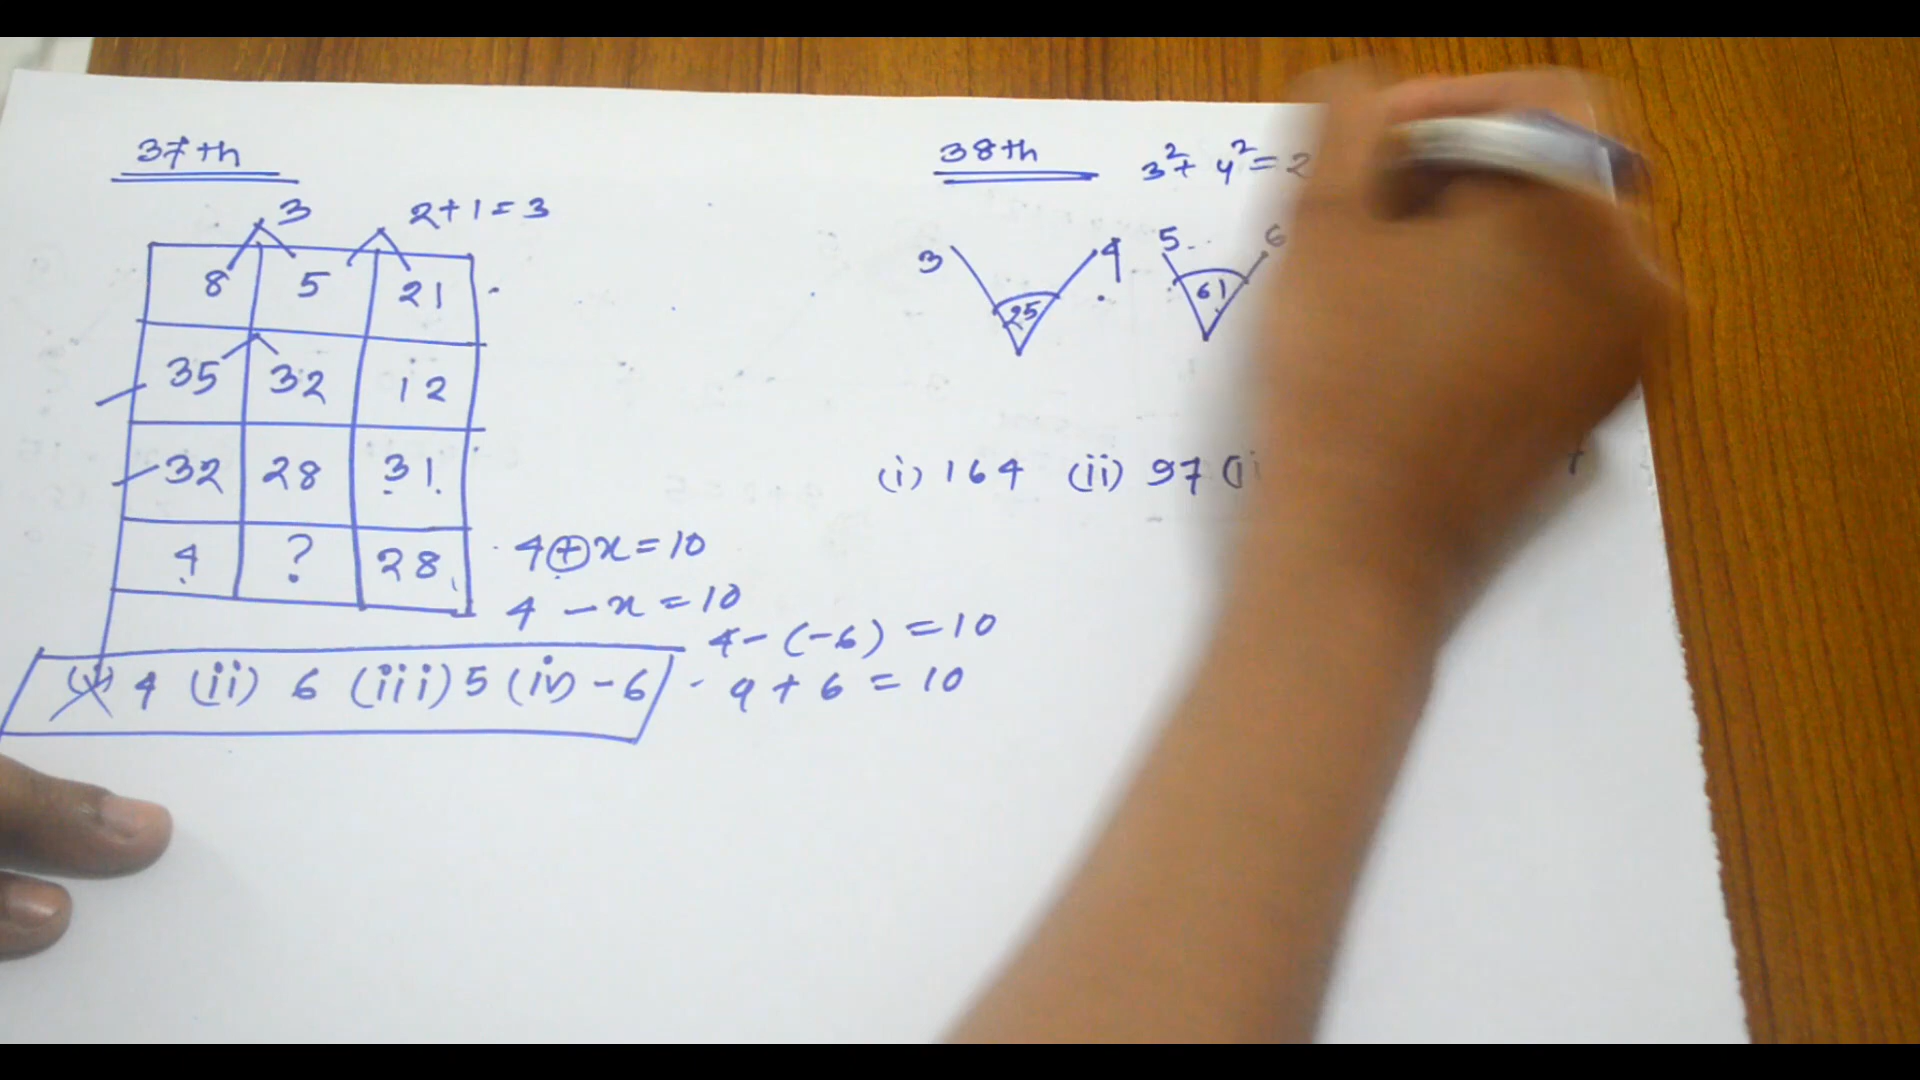 37th
3 2+1=3
8 5 21
35 32 12
32 28 31
4 ? 28
4+x=10
4-x=10
4-(-6)=10
(i) 4 (ii) 6 (iii) 5 (iv) -6
4+6=10
38th 3²+4²=2
3 4 5 6
25 61
(i) 164 (ii) 97